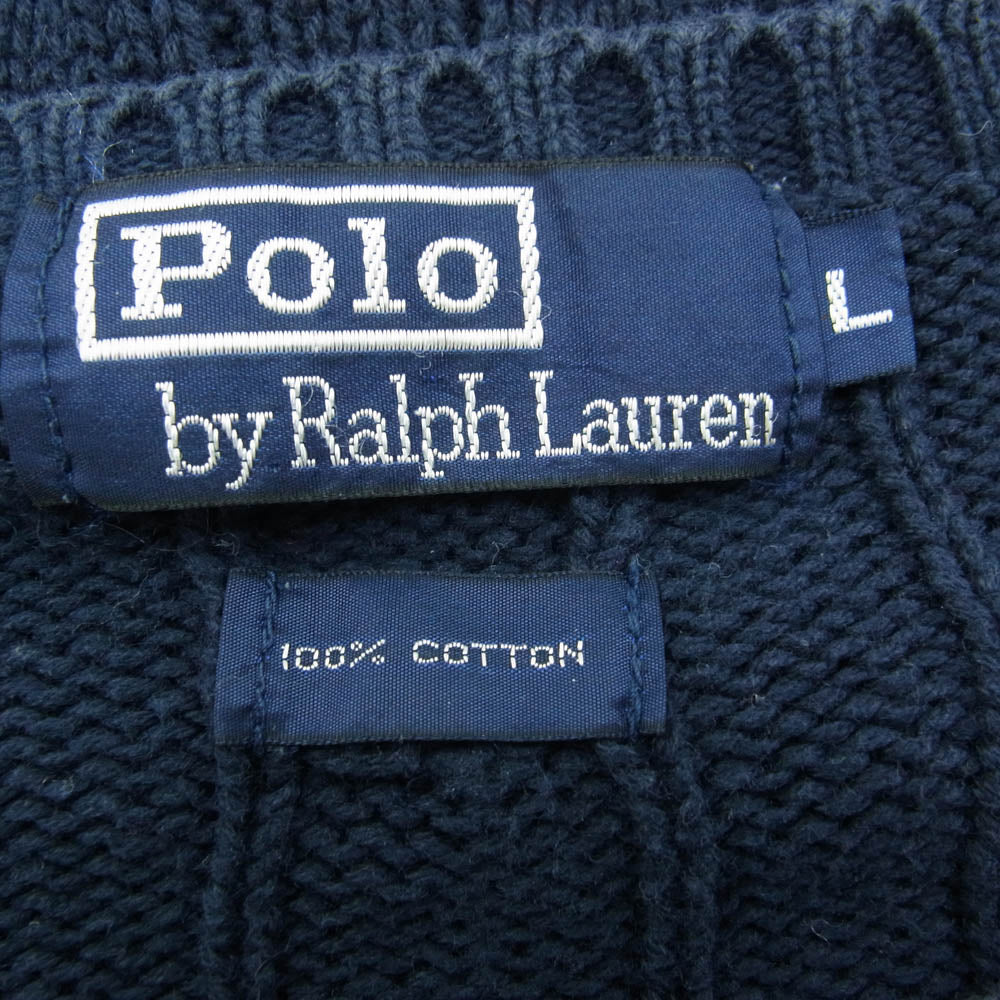 Polo
by Ralph Lauren
L
100% COTTON